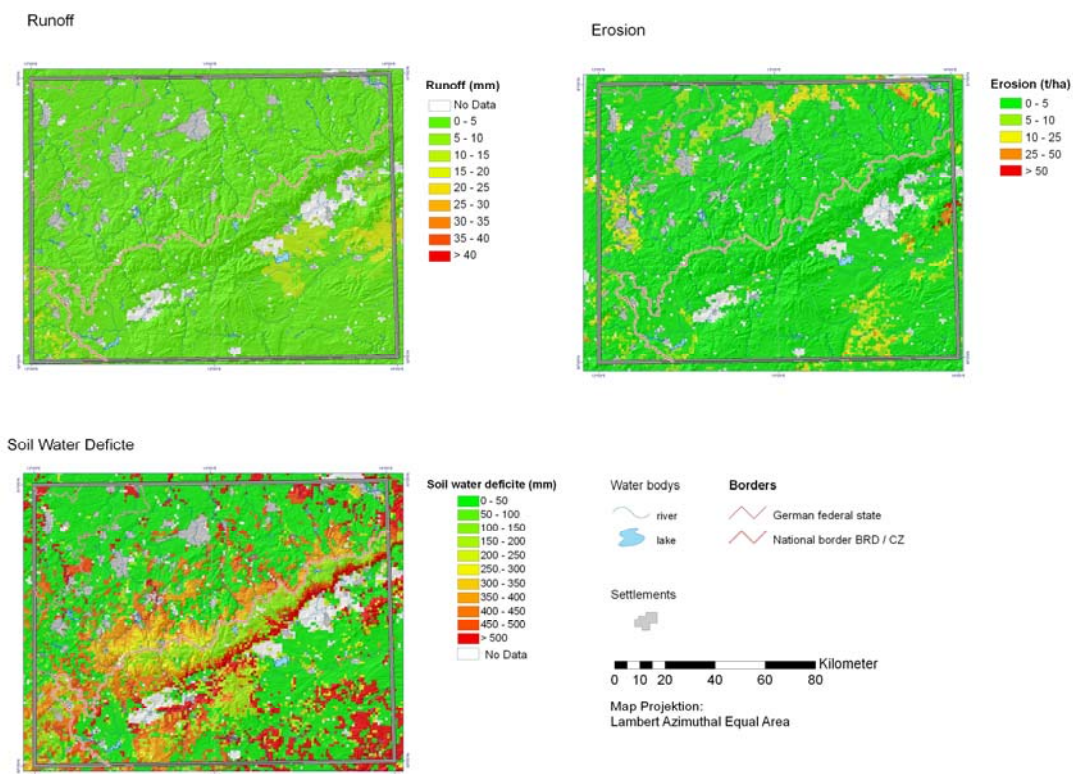 Runoff
Runoff (mm)
No Data
0 - 5
5 - 10
10 - 15
15 - 20
20 - 25
25 - 30
30 - 35
35 - 40
> 40
Erosion
Erosion (t/ha)
0 - 5
5 - 10
10 - 25
25 - 50
> 50
Soil Water Deficte
Soil water deficite (mm)
0 - 50
50 - 100
100 - 150
150 - 200
200 - 250
250 - 300
300 - 350
350 - 400
400 - 450
450 - 500
> 500
No Data
Water bodys
river
lake
Borders
German federal state
National border BRD / CZ
Settlements
0 10 20 40 60 80 Kilometer
Map Projektion:
Lambert Azimuthal Equal Area